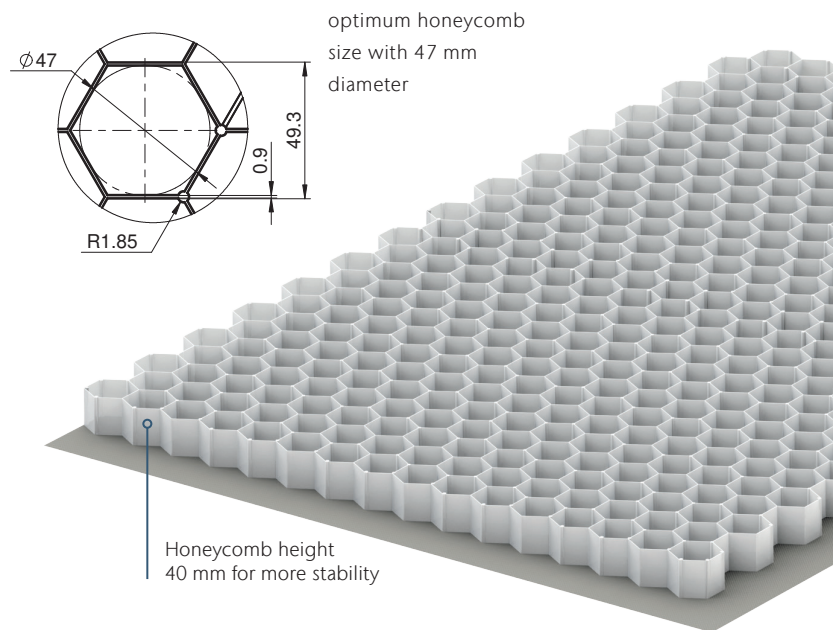 optimum honeycomb
size with 47 mm
diameter
Ø47
49.3
0.9
R1.85
Honeycomb height
40 mm for more stability